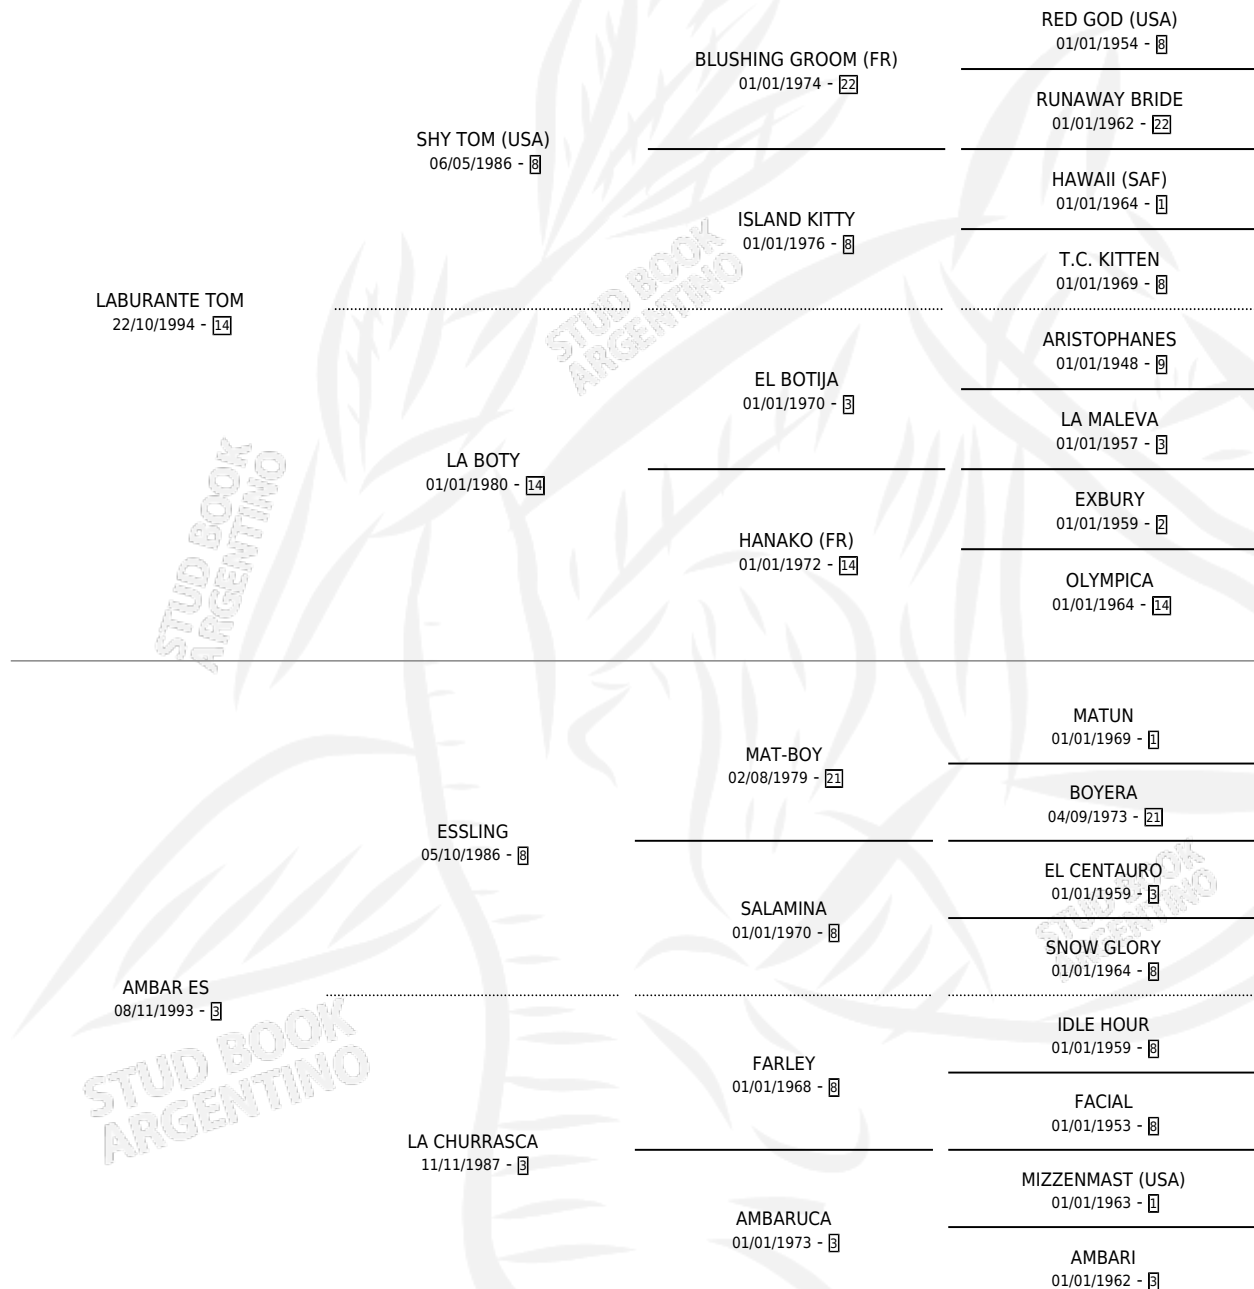 RED GOD (USA)
01/01/1954 - 8
BLUSHING GROOM (FR)
01/01/1974 - 22
RUNAWAY BRIDE
01/01/1962 - 22
SHY TOM (USA)
06/05/1986 - 8
HAWAII (SAF)
01/01/1964 - 1
ISLAND KITTY
01/01/1976 - 8
T.C. KITTEN
01/01/1969 - 8
LABURANTE TOM
22/10/1994 - 14
STUD BOOK
ARGENTINO
ARISTOPHANES
01/01/1948 - 9
EL BOTIJA
01/01/1970 - 3
LA MALEVA
01/01/1957 - 3
LA BOTY
01/01/1980 - 14
EXBURY
01/01/1959 - 2
HANAKO (FR)
01/01/1972 - 14
OLYMPICA
01/01/1964 - 14
STUD BOOK
ARGENTINO
MATUN
01/01/1969 - 1
MAT-BOY
02/08/1979 - 21
BOYERA
04/09/1973 - 21
ESSLING
05/10/1986 - 8
EL CENTAURO
01/01/1959 - 3
SALAMINA
01/01/1970 - 8
SNOW GLORY
01/01/1964 - 8
STUD BOOK
ARGENTINO
AMBAR ES
08/11/1993 - 3
IDLE HOUR
01/01/1959 - 8
FARLEY
01/01/1968 - 8
FACIAL
01/01/1953 - 8
STUD BOOK
ARGENTINO
LA CHURRASCA
11/11/1987 - 3
MIZZENMAST (USA)
01/01/1963 - 1
AMBARUCA
01/01/1973 - 3
AMBARI
01/01/1962 - 3